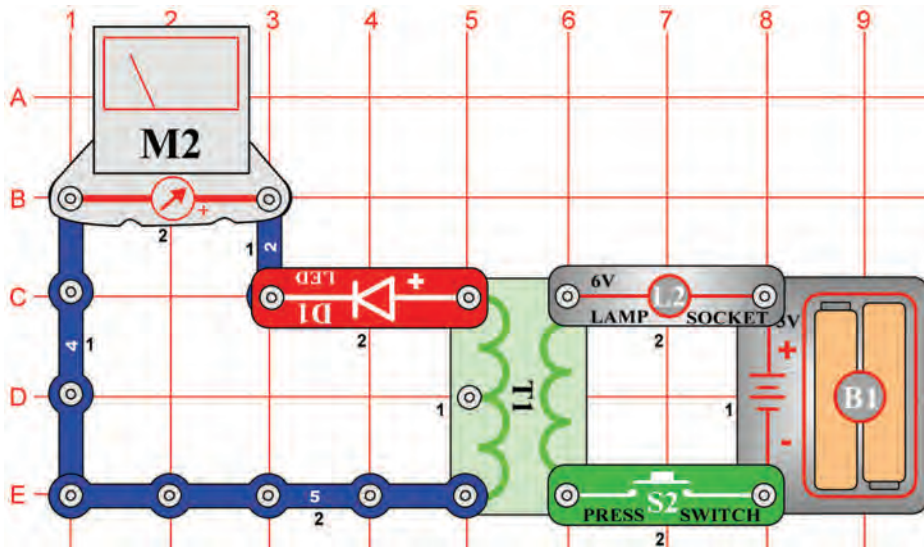 1 2 3 4 5 6 7 8 9
A
M2
B
+
2
1
2
C
LED
+
D1
2
6V
L2
LAMP SOCKET
2
3V
+
4
1
D
1
T1
1
B1
-
E
5
2
S2
PRESS SWITCH
2